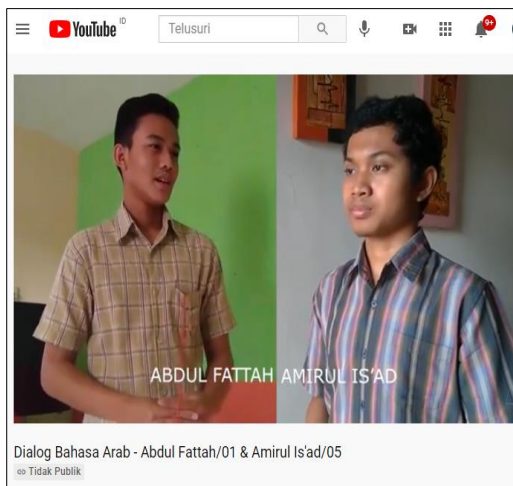 YouTube ID
Telusuri
9+
ABDUL FATTAH AMIRUL IS'AD
Dialog Bahasa Arab - Abdul Fattah/01 & Amirul Is'ad/05
Tidak Publik